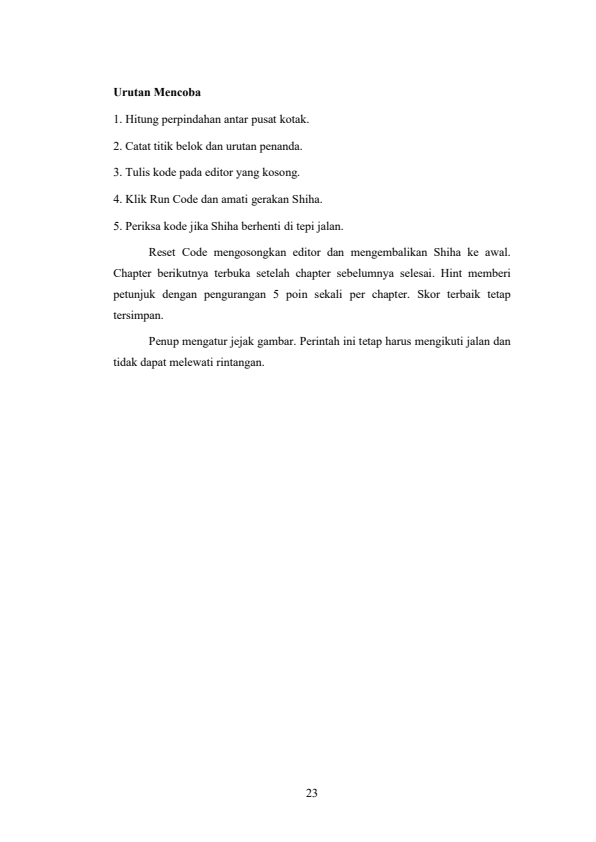 Urutan Mencoba
1. Hitung perpindahan antar pusat kotak.
2. Catat titik belok dan urutan penanda.
3. Tulis kode pada editor yang kosong.
4. Klik Run Code dan amati gerakan Shiha.
5. Periksa kode jika Shiha berhenti di tepi jalan.
Reset Code mengosongkan editor dan mengembalikan Shiha ke awal.
Chapter berikutnya terbuka setelah chapter sebelumnya selesai. Hint memberi
petunjuk dengan pengurangan 5 poin sekali per chapter. Skor terbaik tetap
tersimpan.
Penup mengatur jejak gambar. Perintah ini tetap harus mengikuti jalan dan
tidak dapat melewati rintangan.
23